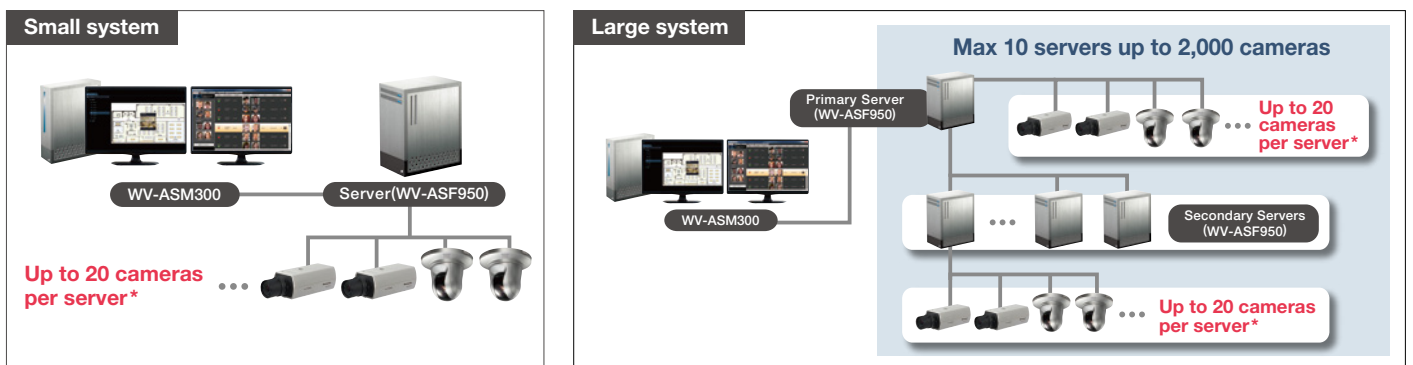 Small system
WV-ASM300
Server(WV-ASF950)
Up to 20 cameras
per server*
Large system
Max 10 servers up to 2,000 cameras
Primary Server
(WV-ASF950)
WV-ASM300
Up to 20
cameras
per server*
Secondary Servers
(WV-ASF950)
Up to 20 cameras
per server*